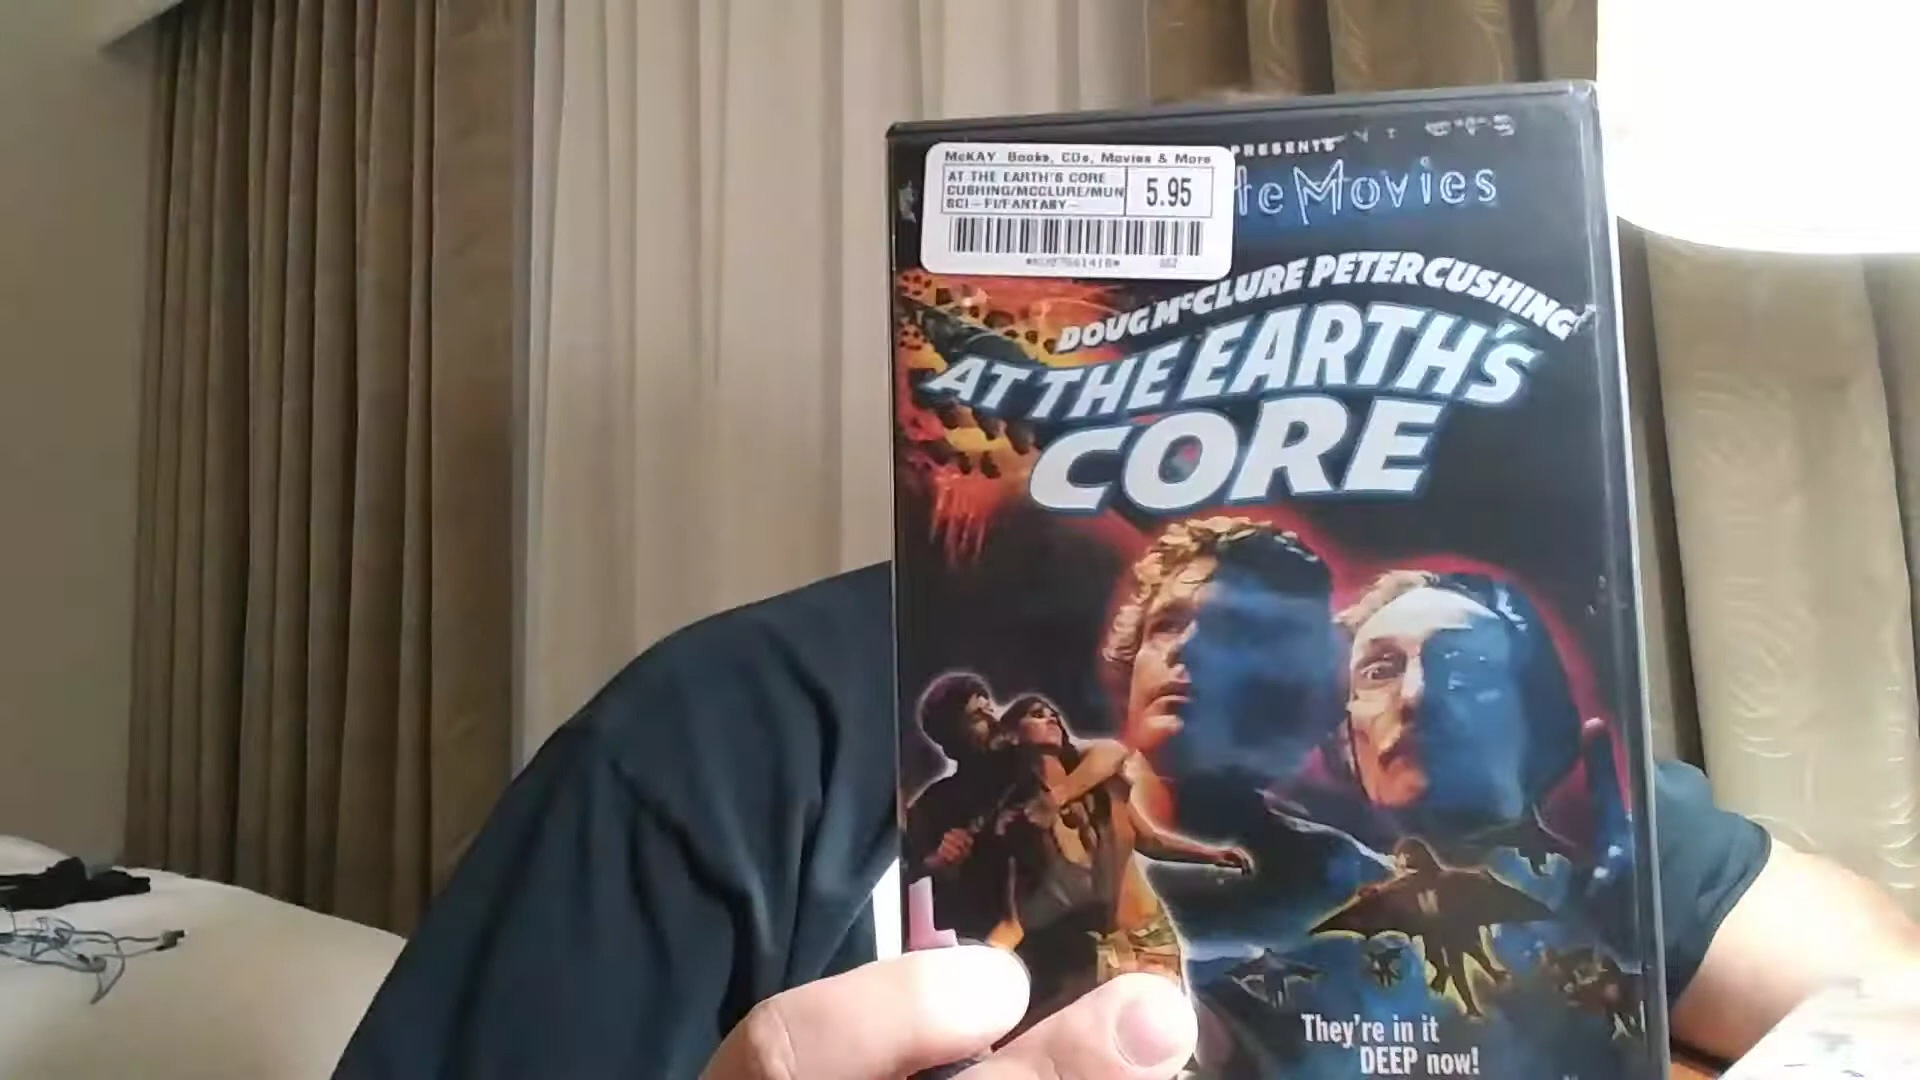 McKAY Books, CDs, Movies & More
AT THE EARTH'S CORE
CUSHING/MCCLURE/MUN
SCI-FI/FANTASY-
5.95
PRESENTS
Movies
DOUG McCLURE PETER CUSHING
AT THE EARTH'S
CORE
They're in it
DEEP now!